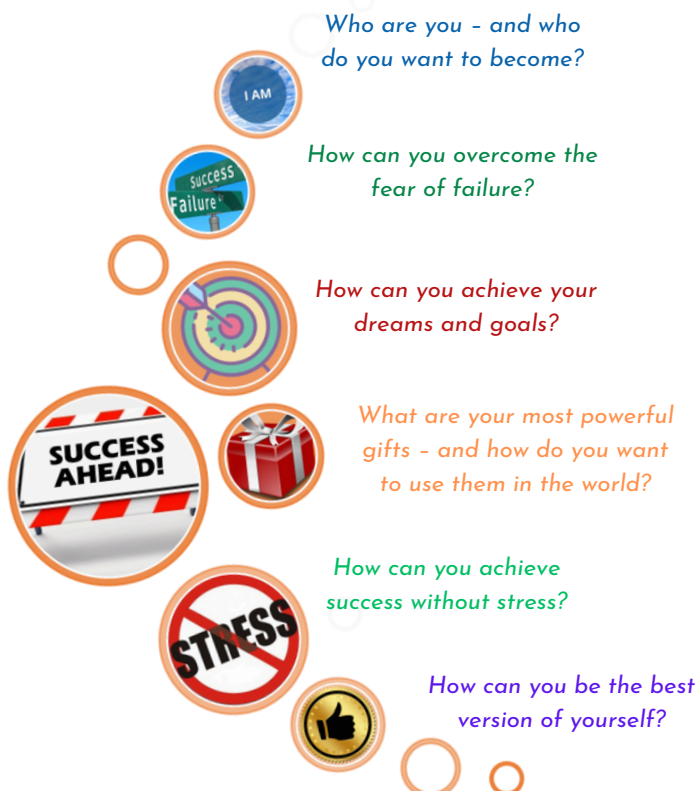 Who are you – and who
do you want to become?
I AM
How can you overcome the
fear of failure?
Success
Failure
How can you achieve your
dreams and goals?
What are your most powerful
gifts – and how do you want
to use them in the world?
SUCCESS
AHEAD!
How can you achieve
success without stress?
STRESS
How can you be the best
version of yourself?